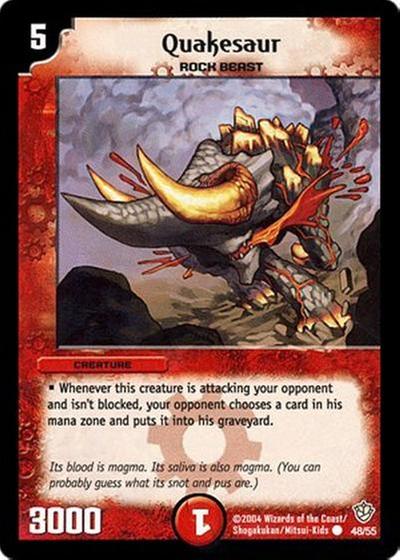 5
Quakesaur
ROCK BEAST
CREATURE
▪ Whenever this creature is attacking your opponent
and isn't blocked, your opponent chooses a card in his
mana zone and puts it into his graveyard.
Its blood is magma. Its saliva is also magma. (You can
probably guess what its snot and pus are.)
3000
1
©2004 Wizards of the Coast/
Shogakukan/Mitsui-Kids ● 48/55